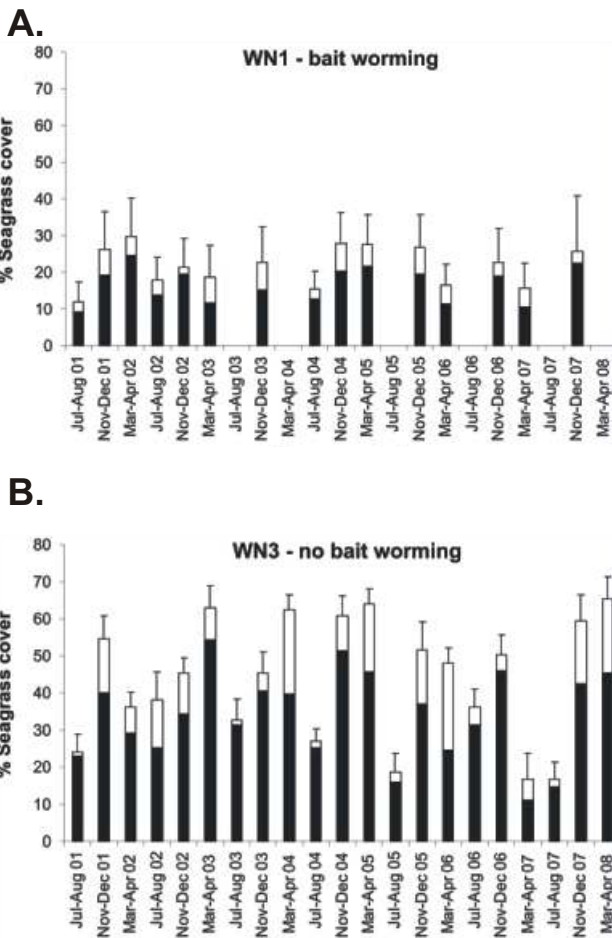 A.
WN1 - bait worming
% Seagrass cover
80
70
60
50
40
30
20
10
0
Jul-Aug 01
Nov-Dec 01
Mar-Apr 02
Jul-Aug 02
Nov-Dec 02
Mar-Apr 03
Jul-Aug 03
Nov-Dec 03
Mar-Apr 04
Jul-Aug 04
Nov-Dec 04
Mar-Apr 05
Jul-Aug 05
Nov-Dec 05
Mar-Apr 06
Jul-Aug 06
Nov-Dec 06
Mar-Apr 07
Jul-Aug 07
Nov-Dec 07
Mar-Apr 08
B.
WN3 - no bait worming
% Seagrass cover
80
70
60
50
40
30
20
10
0
Jul-Aug 01
Nov-Dec 01
Mar-Apr 02
Jul-Aug 02
Nov-Dec 02
Mar-Apr 03
Jul-Aug 03
Nov-Dec 03
Mar-Apr 04
Jul-Aug 04
Nov-Dec 04
Mar-Apr 05
Jul-Aug 05
Nov-Dec 05
Mar-Apr 06
Jul-Aug 06
Nov-Dec 06
Mar-Apr 07
Jul-Aug 07
Nov-Dec 07
Mar-Apr 08